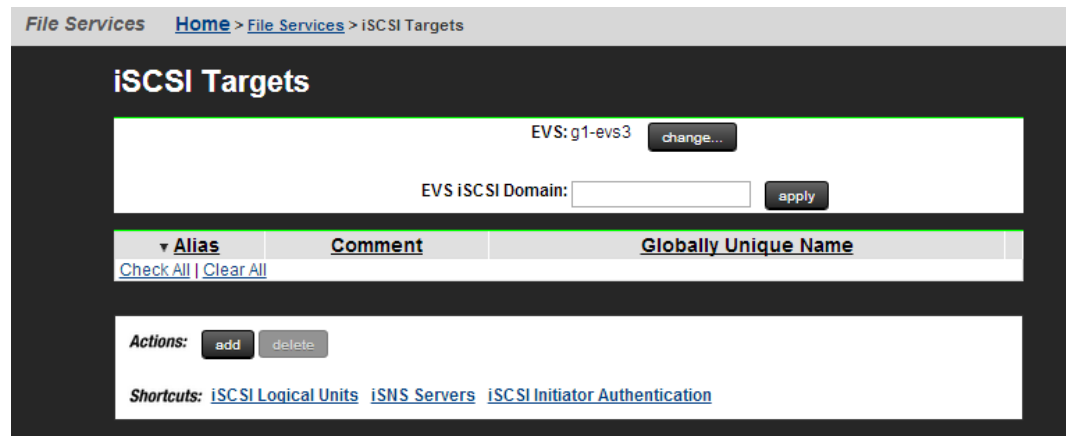 File Services Home > File Services > iSCSI Targets
iSCSI Targets
EVS: g1-evs3 change...
EVS iSCSI Domain: apply
▼ Alias Comment Globally Unique Name
Check All | Clear All
Actions: add delete
Shortcuts: iSCSI Logical Units iSNS Servers iSCSI Initiator Authentication